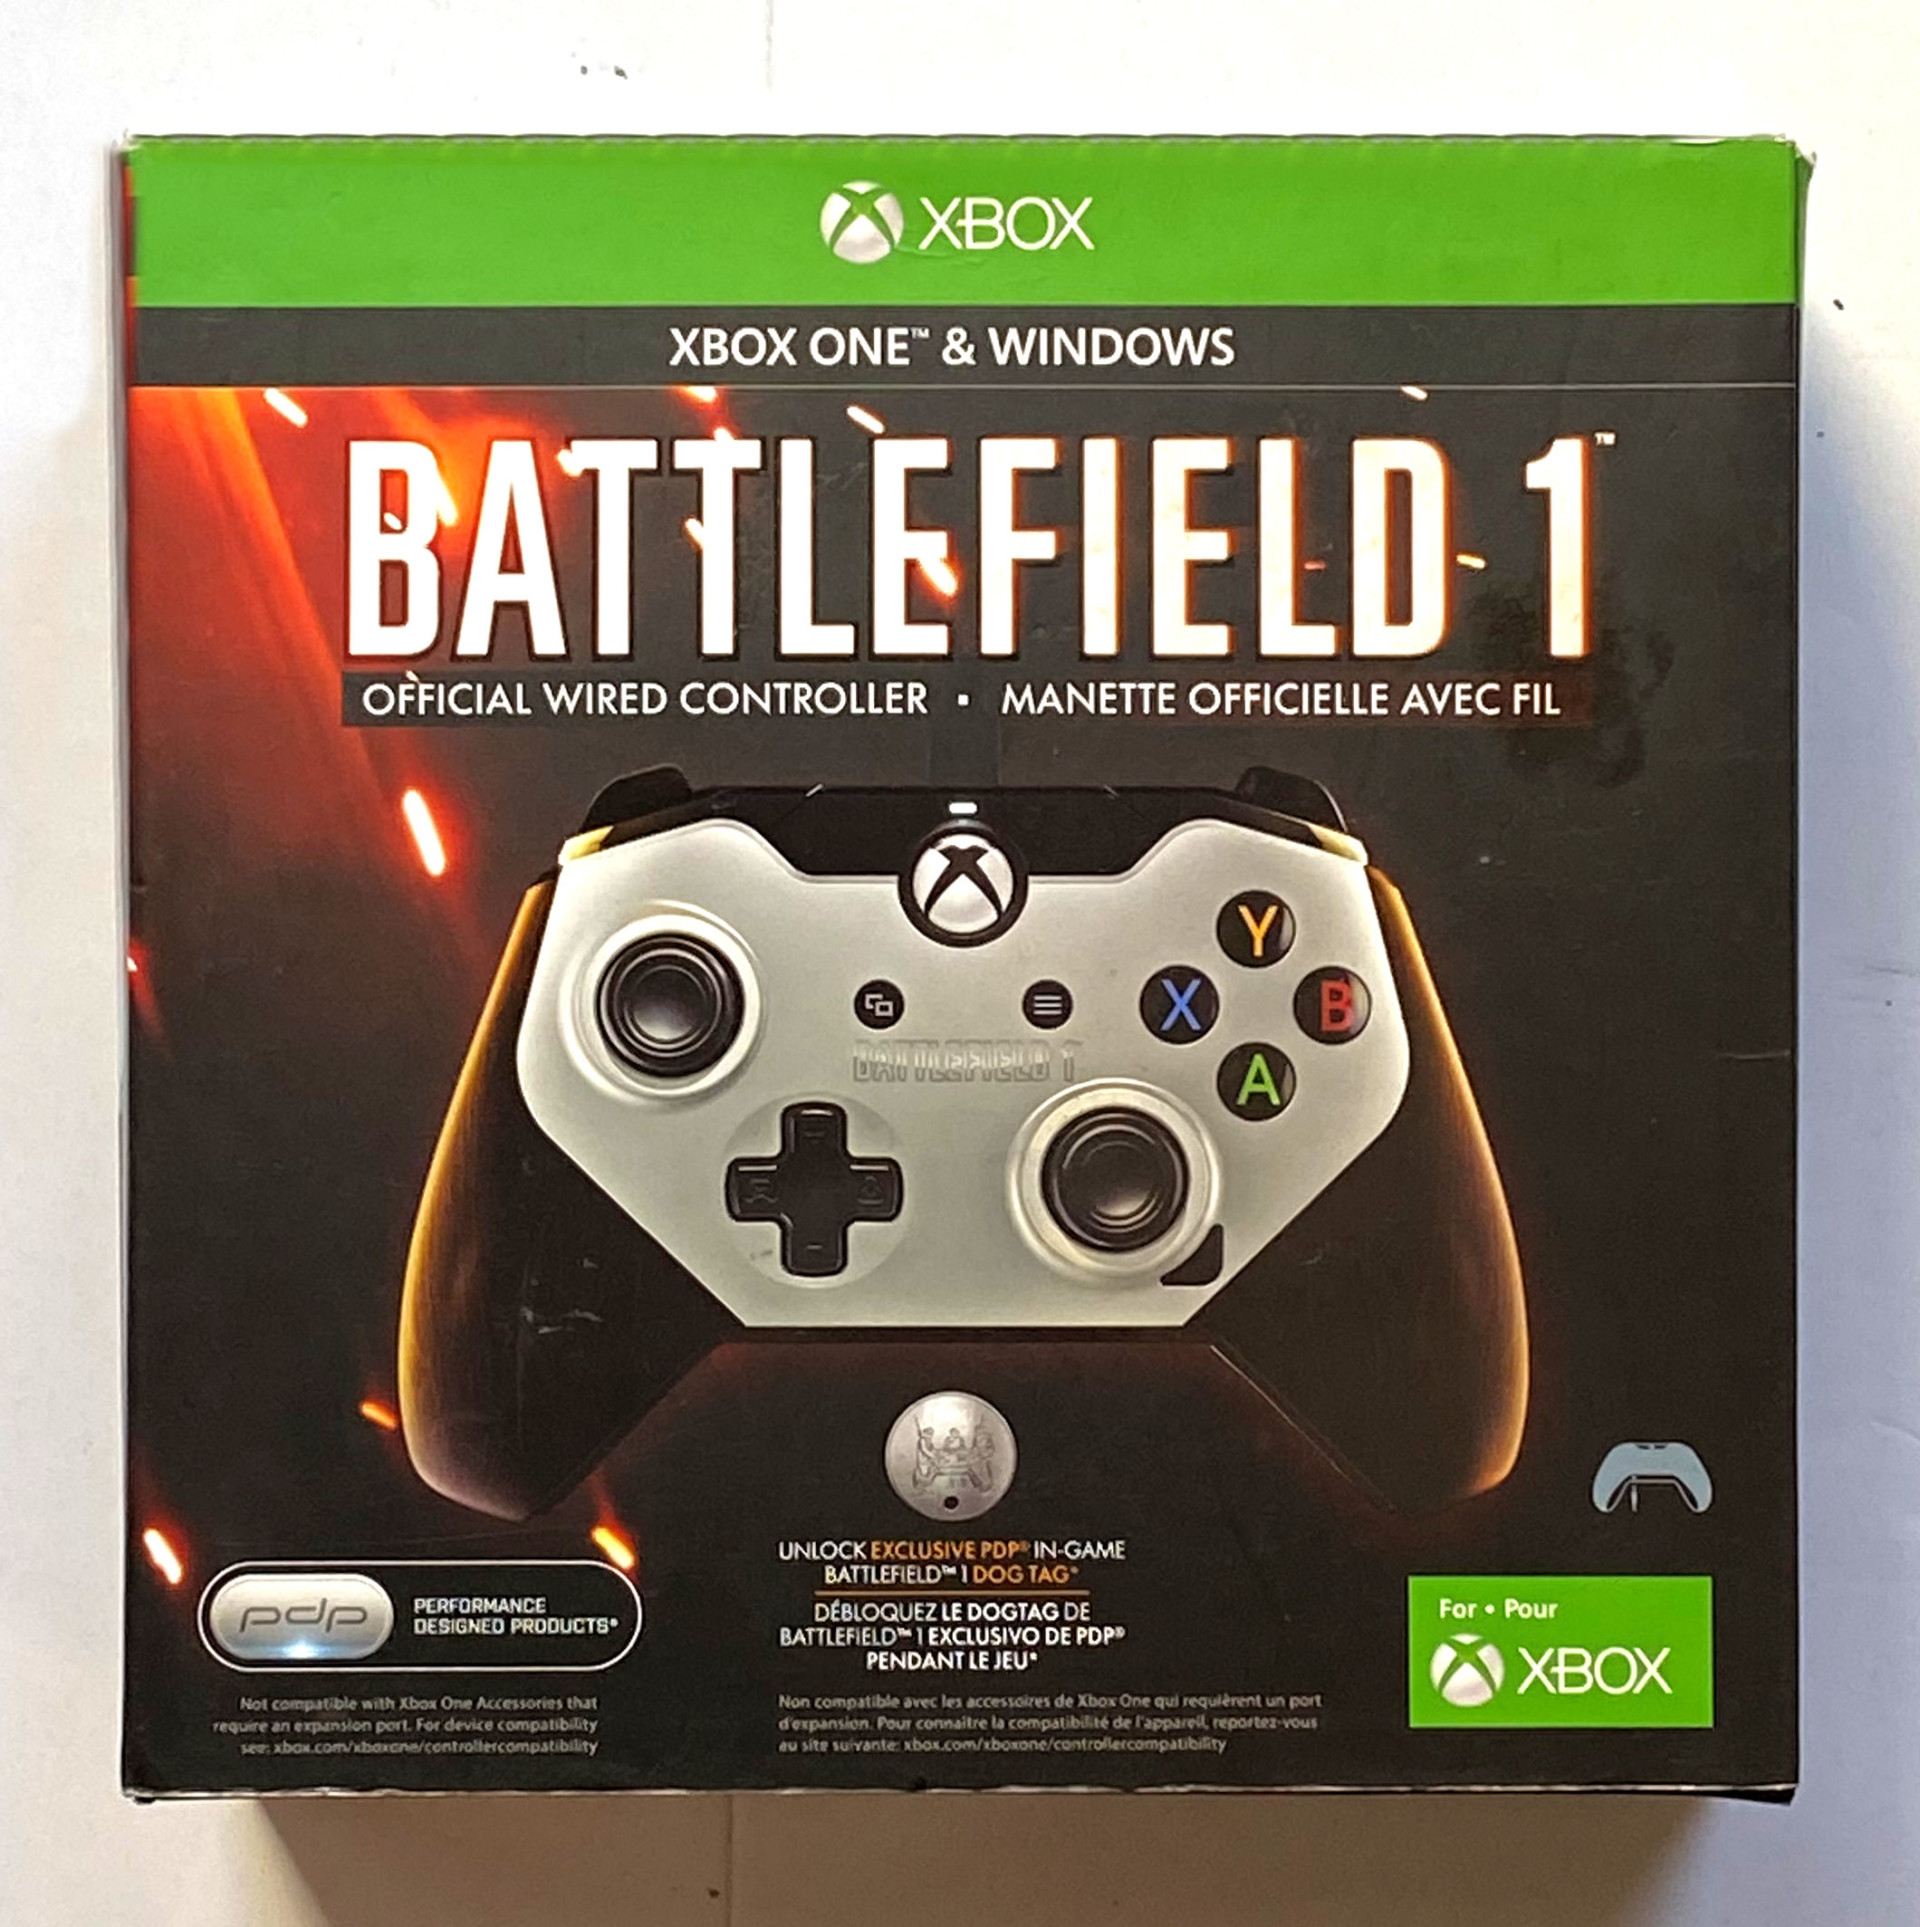 XBOX
XBOX ONE™ & WINDOWS
BATTLEFIELD 1™
OFFICIAL WIRED CONTROLLER • MANETTE OFFICIELLE AVEC FIL
Y
X
B
A
BATTLEFIELD 1
UNLOCK EXCLUSIVE PDP® IN-GAME
BATTLEFIELD™ 1 DOG TAG*
DÉBLOQUEZ LE DOGTAG DE
BATTLEFIELD™ 1 EXCLUSIVO DE PDP®
PENDANT LE JEU*
pdp
PERFORMANCE
DESIGNED PRODUCTS®
For • Pour
XBOX
Not compatible with Xbox One Accessories that
require an expansion port. For device compatibility
see: xbox.com/xboxone/controllercompatibility
Non compatible avec les accessoires de Xbox One qui requièrent un port
d'expansion. Pour connaître la compatibilité de l'appareil, reportez-vous
au site suivante: xbox.com/xboxone/controllercompatibility